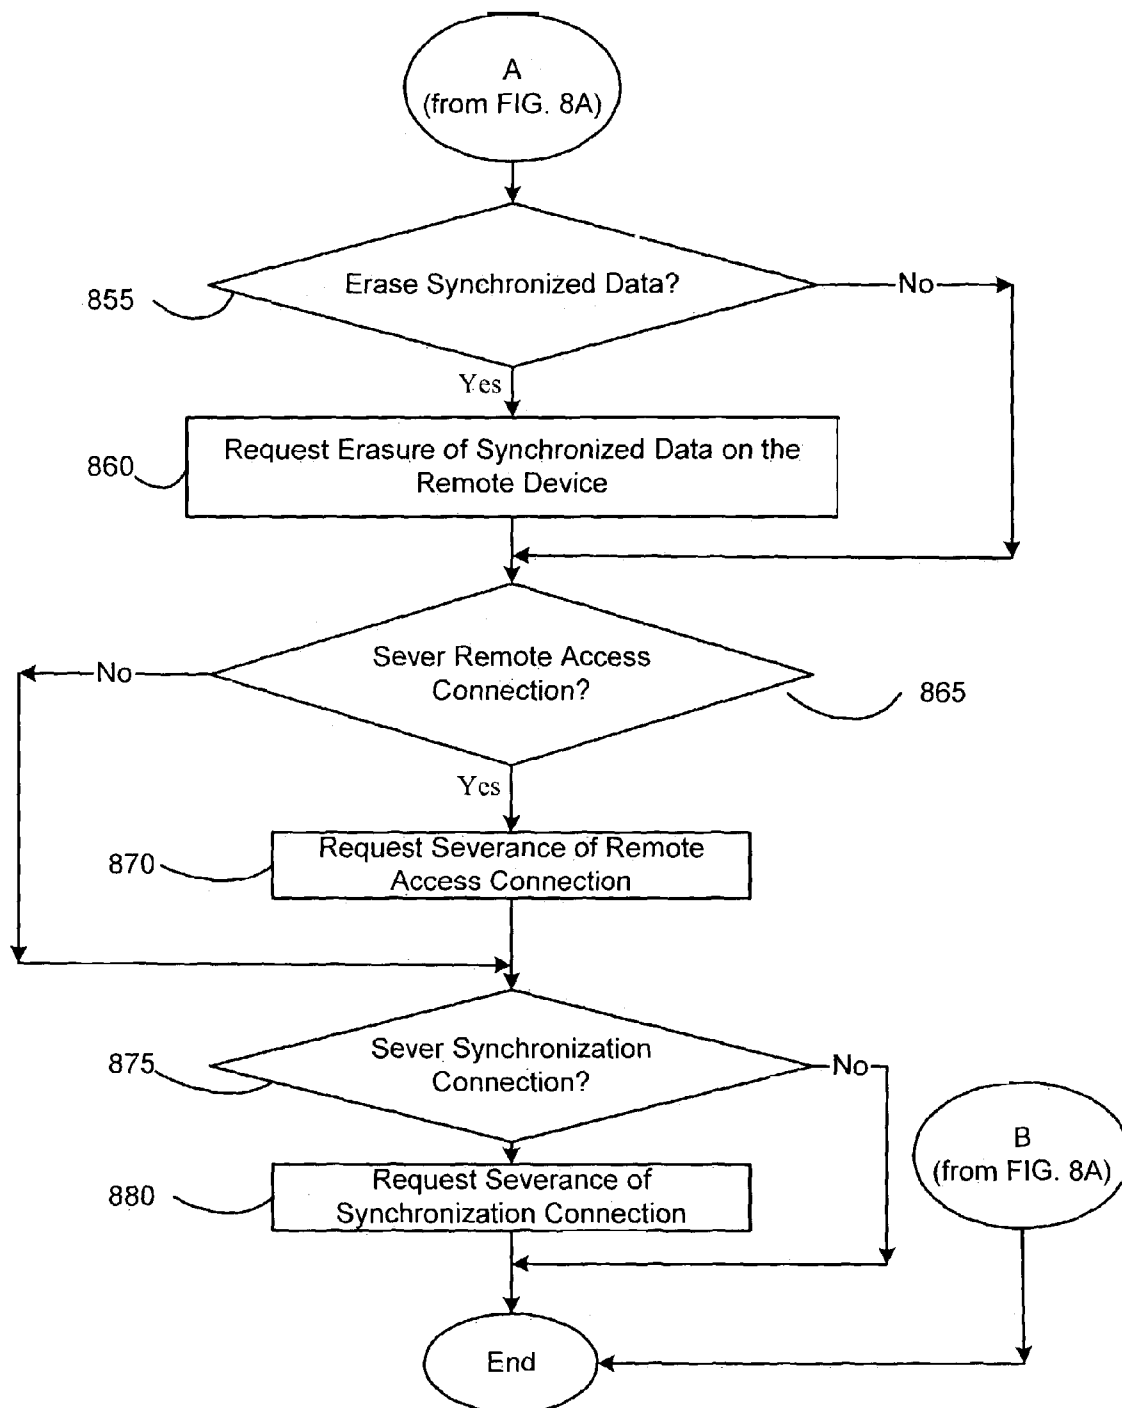 A
(from FIG. 8A)
Erase Synchronized Data?
No
855
Yes
Request Erasure of Synchronized Data on the
Remote Device
860
Sever Remote Access
Connection?
No
865
Yes
Request Severance of Remote
Access Connection
870
Sever Synchronization
Connection?
875
No
B
(from FIG. 8A)
Request Severance of
Synchronization Connection
880
End